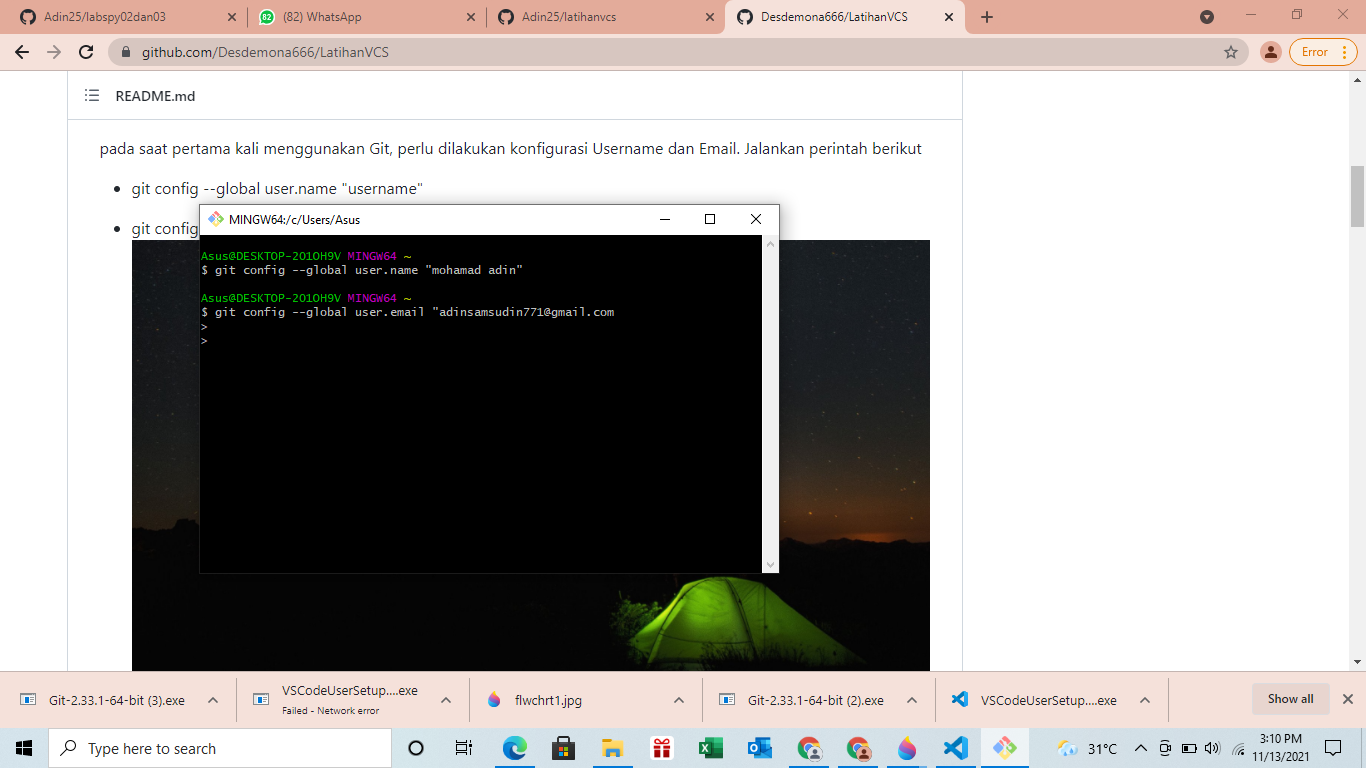 Adin25/labspy02dan03
82
(82) WhatsApp
Adin25/latihanvcs
Desdemona666/LatihanVCS
github.com/Desdemona666/LatihanVCS
Error
README.md
pada saat pertama kali menggunakan Git, perlu dilakukan konfigurasi Username dan Email. Jalankan perintah berikut
git config --global user.name "username"
git config
MINGW64:/c/Users/Asus
Asus@DESKTOP-201OH9V MINGW64 ~
$ git config --global user.name "mohamad adin"
Asus@DESKTOP-201OH9V MINGW64 ~
$ git config --global user.email "adinsamsudin771@gmail.com
>
>
Git-2.33.1-64-bit (3).exe
VSCodeUserSetup....exe
Failed - Network error
flwchrt1.jpg
Git-2.33.1-64-bit (2).exe
VSCodeUserSetup....exe
Show all
Type here to search
31°C
3:10 PM
11/13/2021